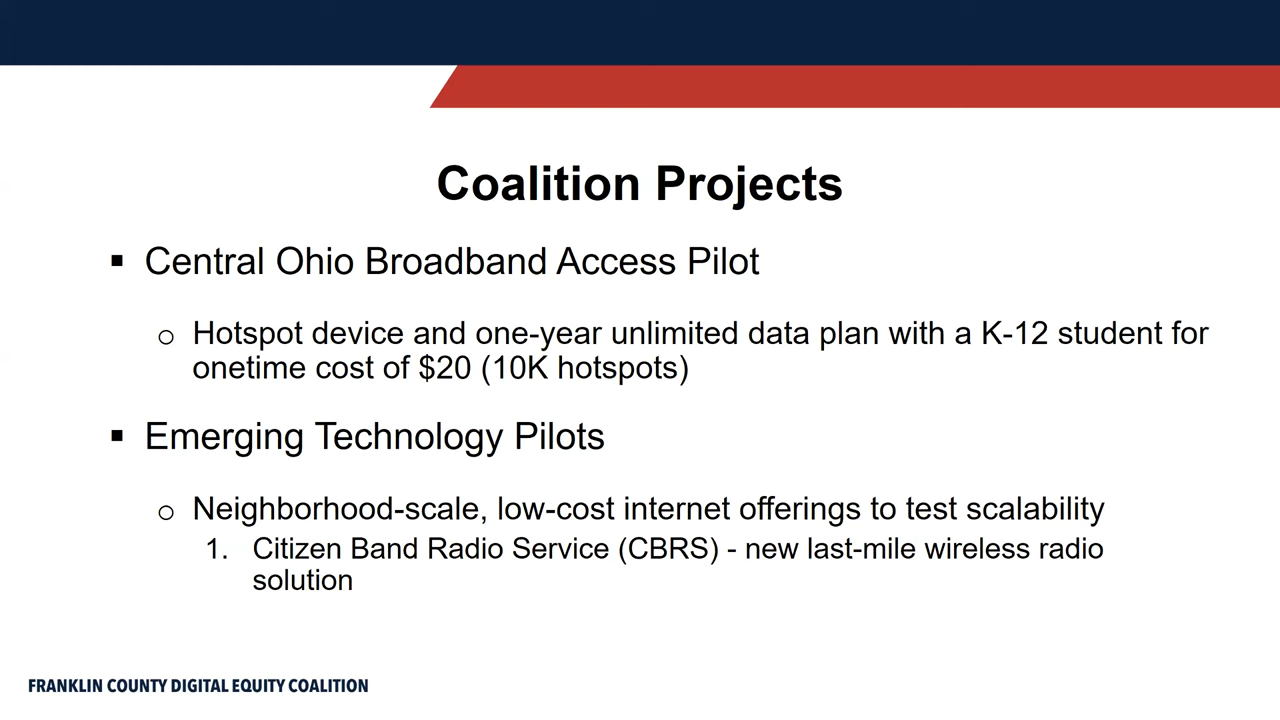 Coalition Projects
▪ Central Ohio Broadband Access Pilot
o Hotspot device and one-year unlimited data plan with a K-12 student for
onetime cost of $20 (10K hotspots)
▪ Emerging Technology Pilots
o Neighborhood-scale, low-cost internet offerings to test scalability
1. Citizen Band Radio Service (CBRS) - new last-mile wireless radio
solution
FRANKLIN COUNTY DIGITAL EQUITY COALITION